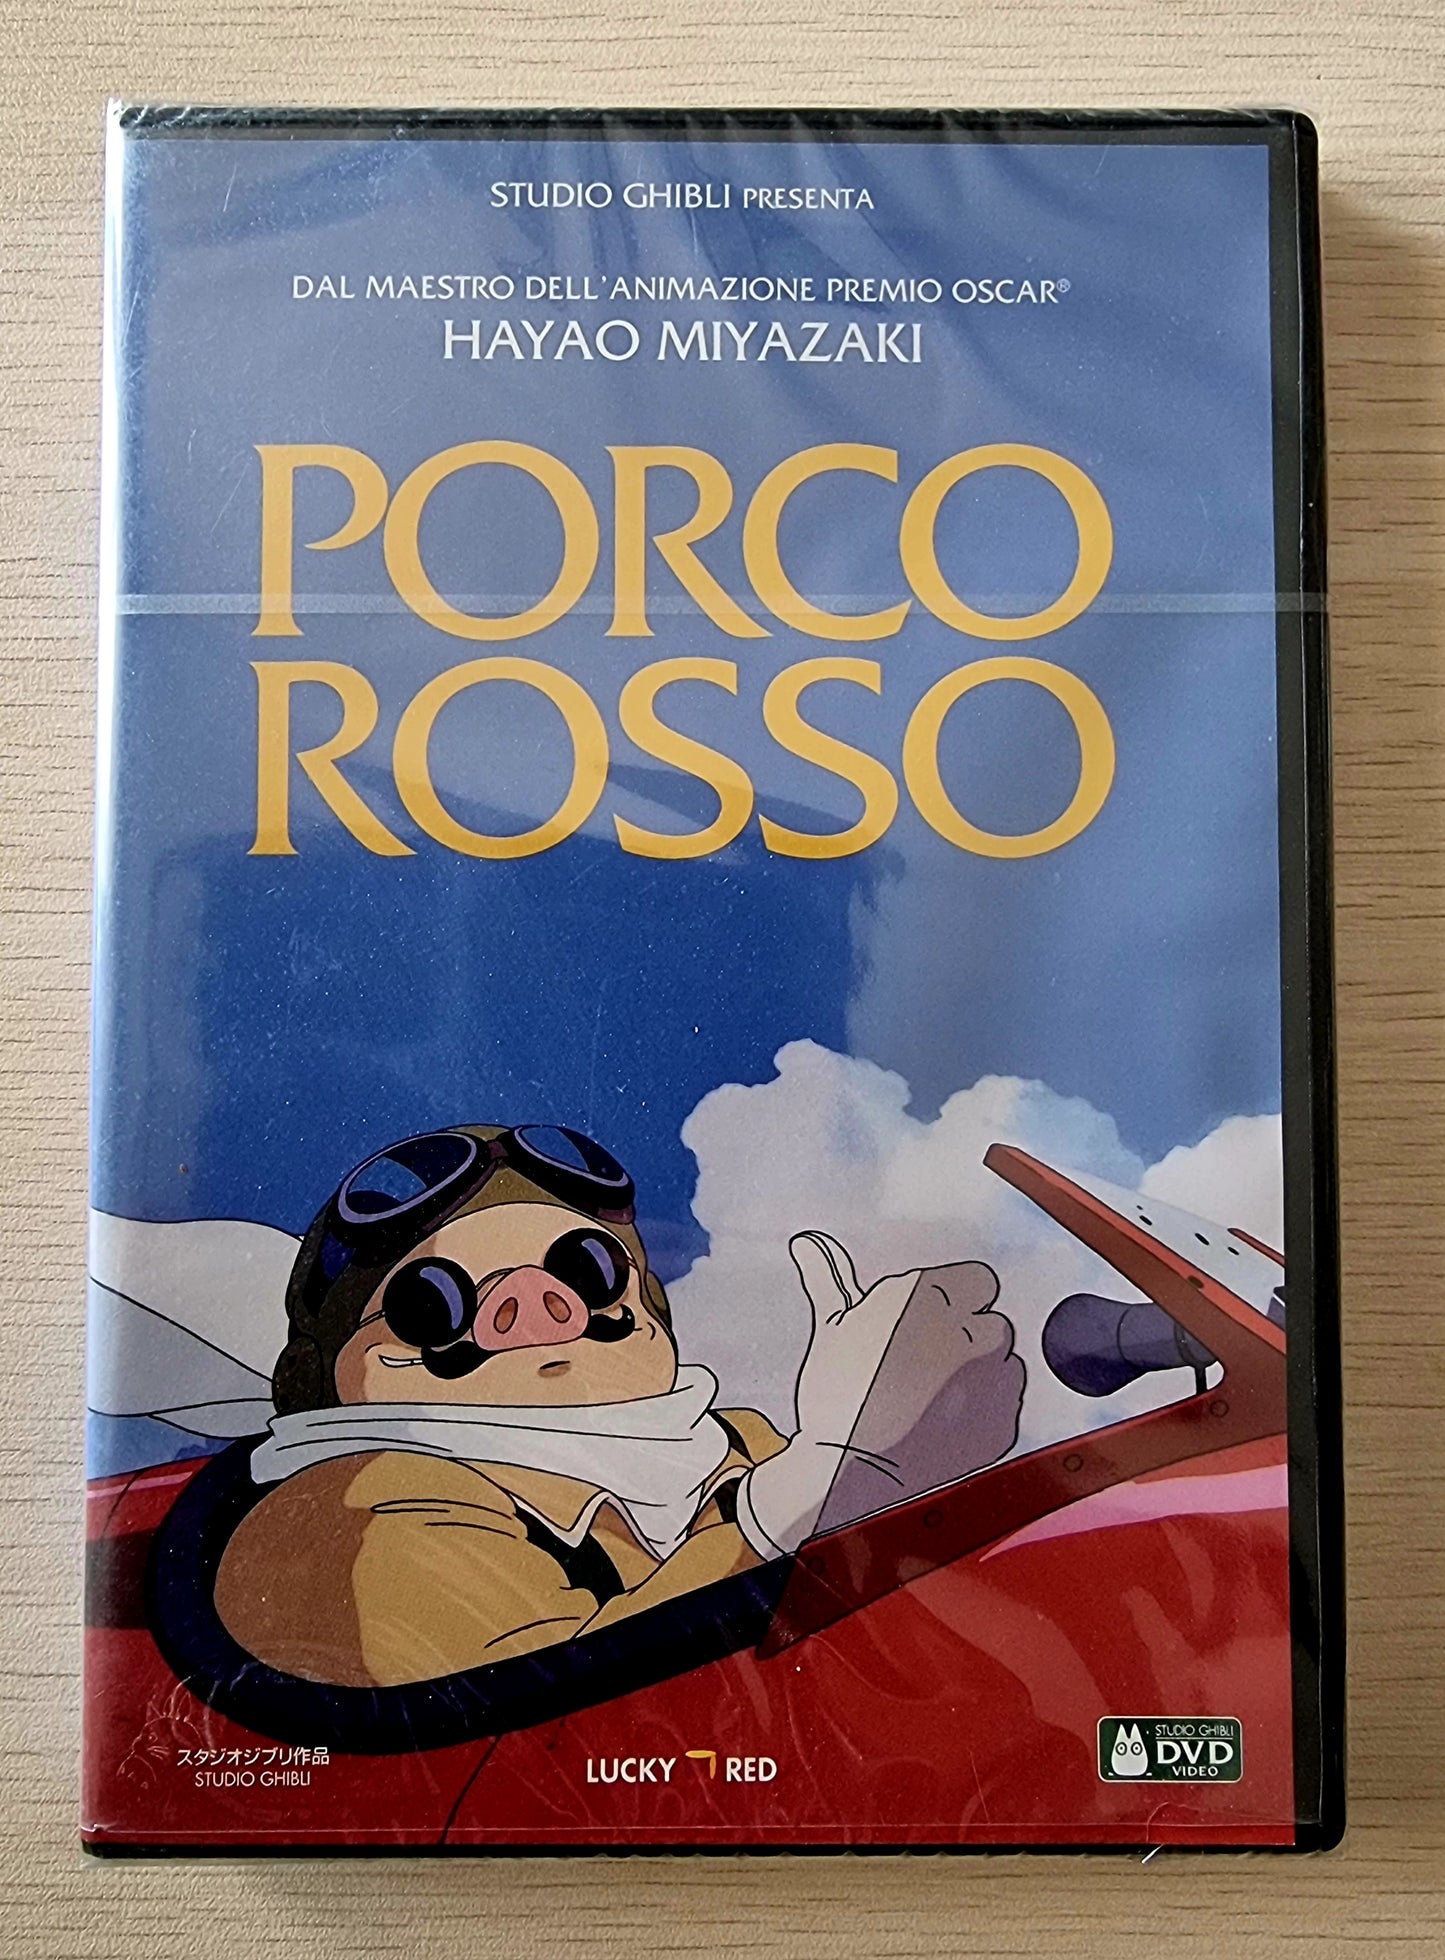 STUDIO GHIBLI PRESENTA
DAL MAESTRO DELL'ANIMAZIONE PREMIO OSCAR®
HAYAO MIYAZAKI
PORCO
ROSSO
スタジオジブリ作品
STUDIO GHIBLI
LUCKY RED
STUDIO GHIBLI
DVD
VIDEO